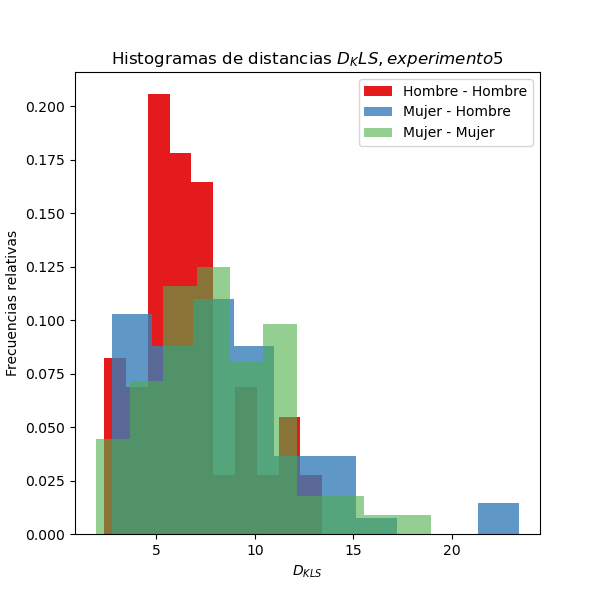 Histogramas de distancias D_KLS, experimento5
Hombre - Hombre
Mujer - Hombre
Mujer - Mujer
Frecuencias relativas
0.200
0.175
0.150
0.125
0.100
0.075
0.050
0.025
0.000
5 10 15 20
D_{KLS}